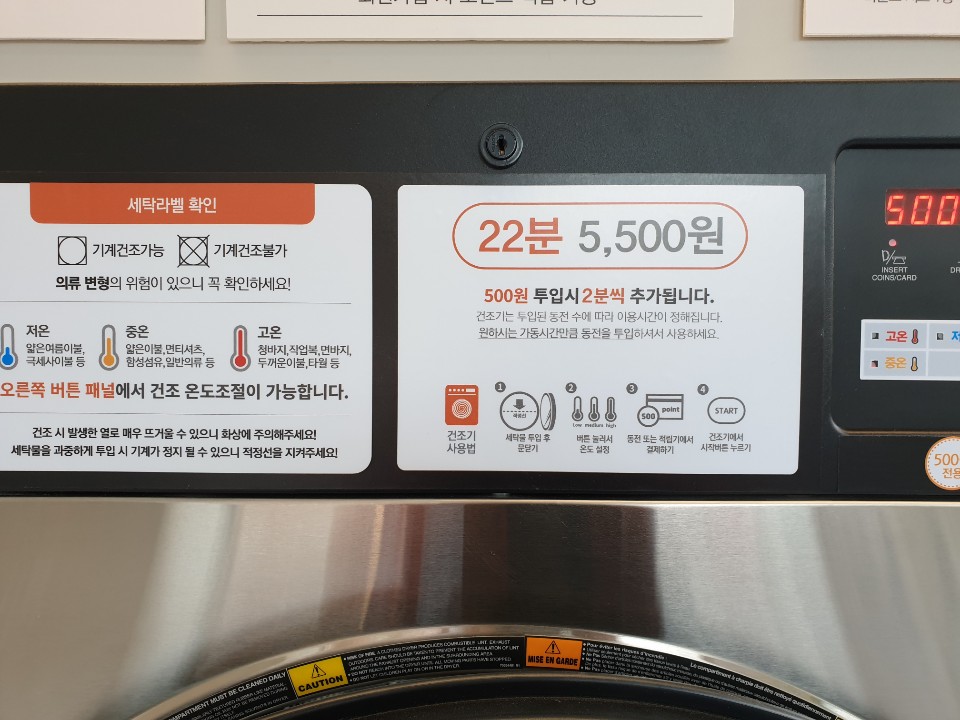 세탁라벨 확인
기계건조가능 기계건조불가
의류 변형의 위험이 있으니 꼭 확인하세요!
저온
얇은여름이불,
극세사이불 등
중온
얇은이불,면티셔츠,
합성섬유,일반의류 등
고온
청바지,작업복,면바지,
두꺼운이불,타월 등
오른쪽 버튼 패널에서 건조 온도조절이 가능합니다.
건조 시 발생한 열로 매우 뜨거울 수 있으니 화상에 주의해주세요!
세탁물을 과중하게 투입 시 기계가 정지 될 수 있으니 적정선을 지켜주세요!
22분 5,500원
500원 투입시 2분씩 추가됩니다.
건조기는 투입된 동전 수에 따라 이용시간이 정해집니다.
원하시는 가동시간만큼 동전을 투입하셔서 사용하세요.
건조기
사용법
1
세탁물 투입 후
문닫기
2
Low medium high
버튼 눌러서
온도 설정
3
500 point
동전 또는 적립기에서
결제하기
4
START
건조기에서
시작버튼 누르기
500
INSERT
COINS/CARD
고온
중온
500
전용
CAUTION
MISE EN GARDE